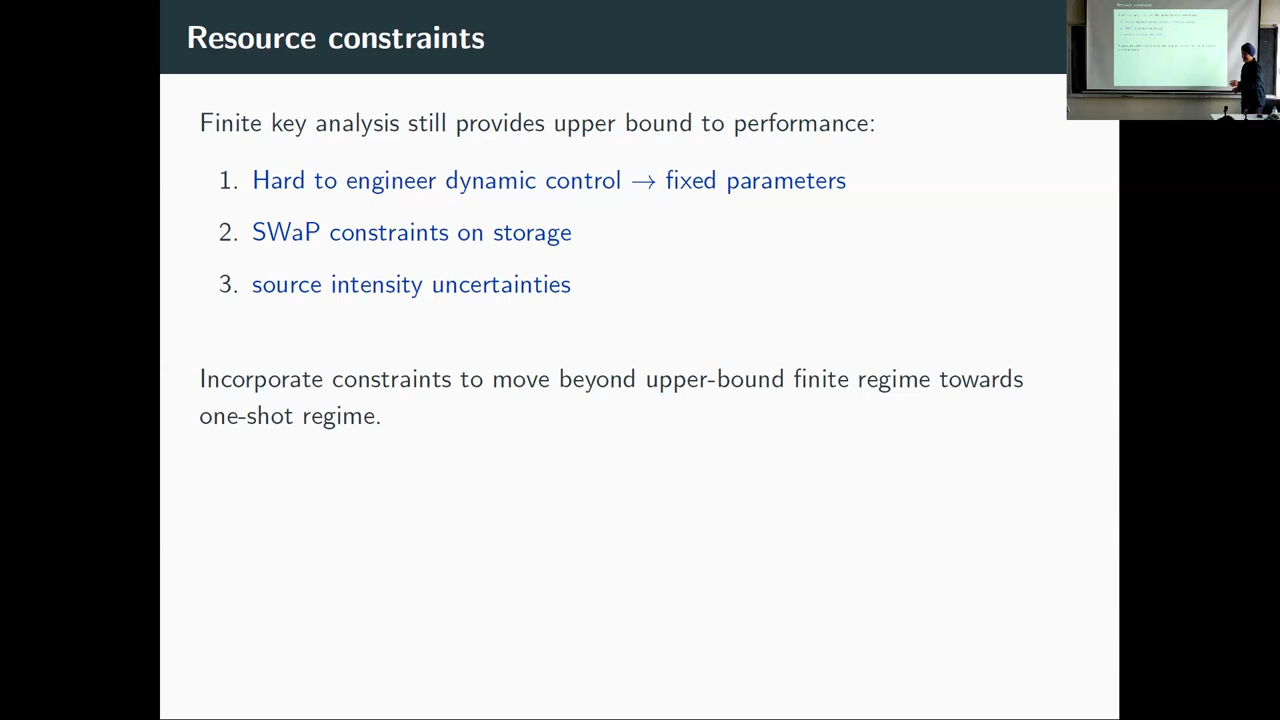 Resource constraints
Finite key analysis still provides upper bound to performance:
1. Hard to engineer dynamic control → fixed parameters
2. SWaP constraints on storage
3. source intensity uncertainties
Incorporate constraints to move beyond upper-bound finite regime towards
one-shot regime.